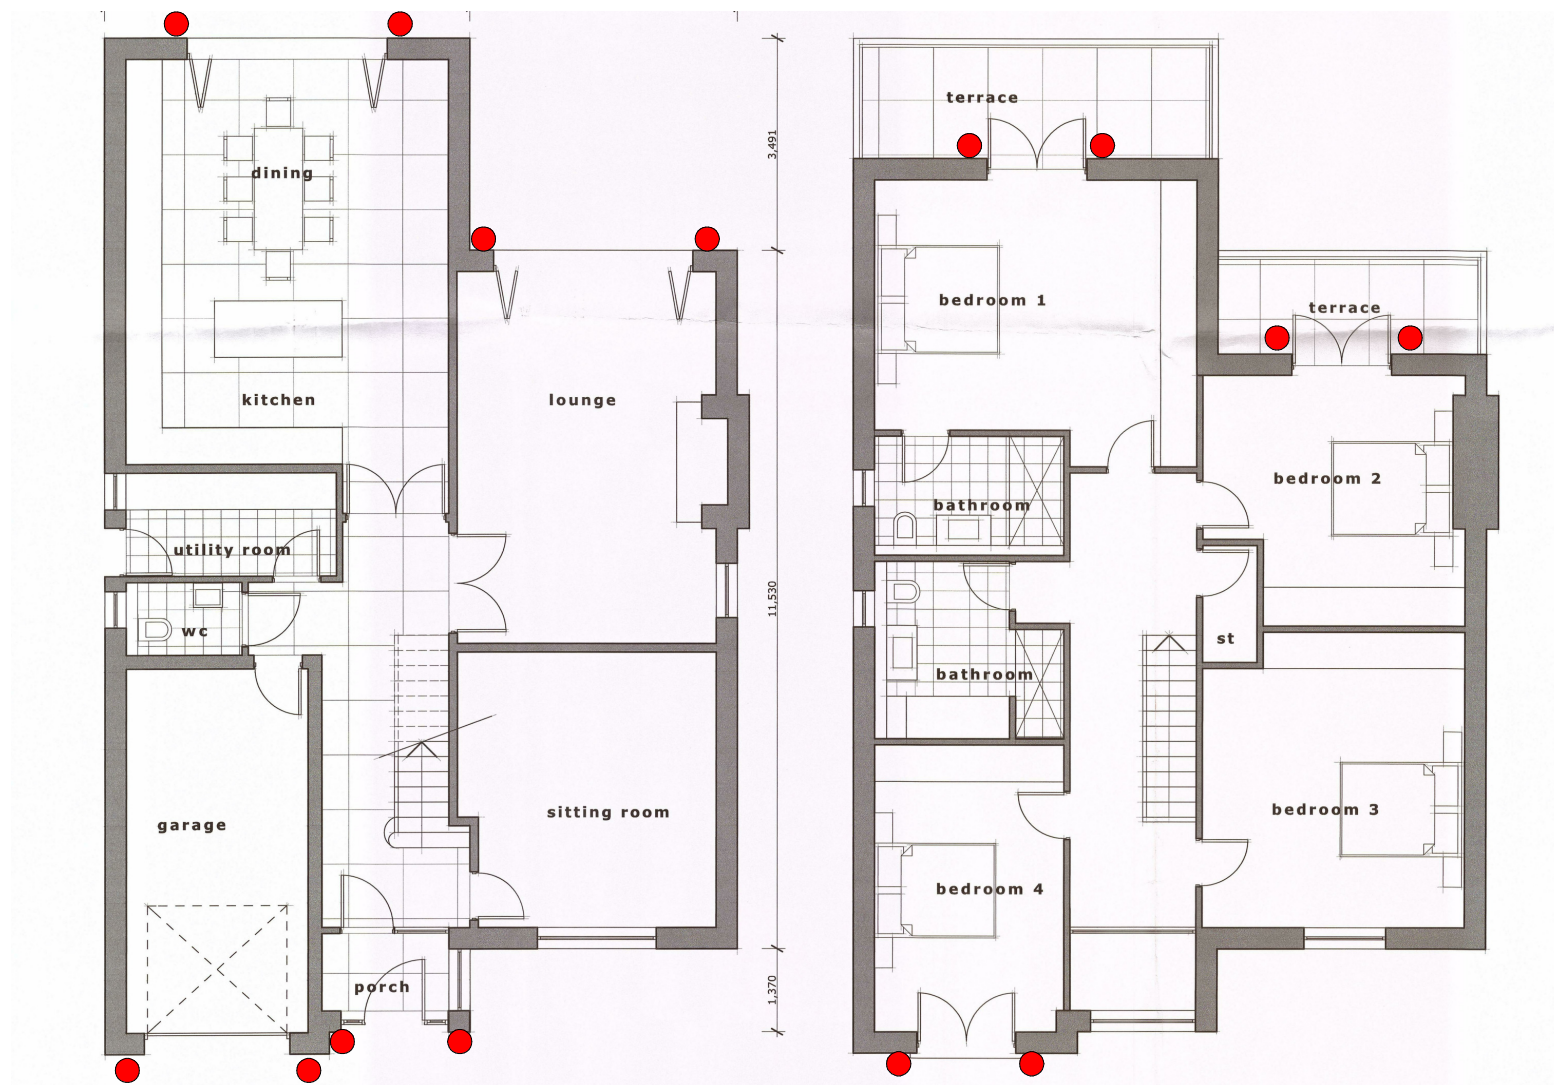 dining
kitchen
lounge
utility room
wc
garage
sitting room
porch
3,491
11,530
1,370
terrace
terrace
bedroom 1
bedroom 2
bathroom
bathroom
st
bedroom 3
bedroom 4